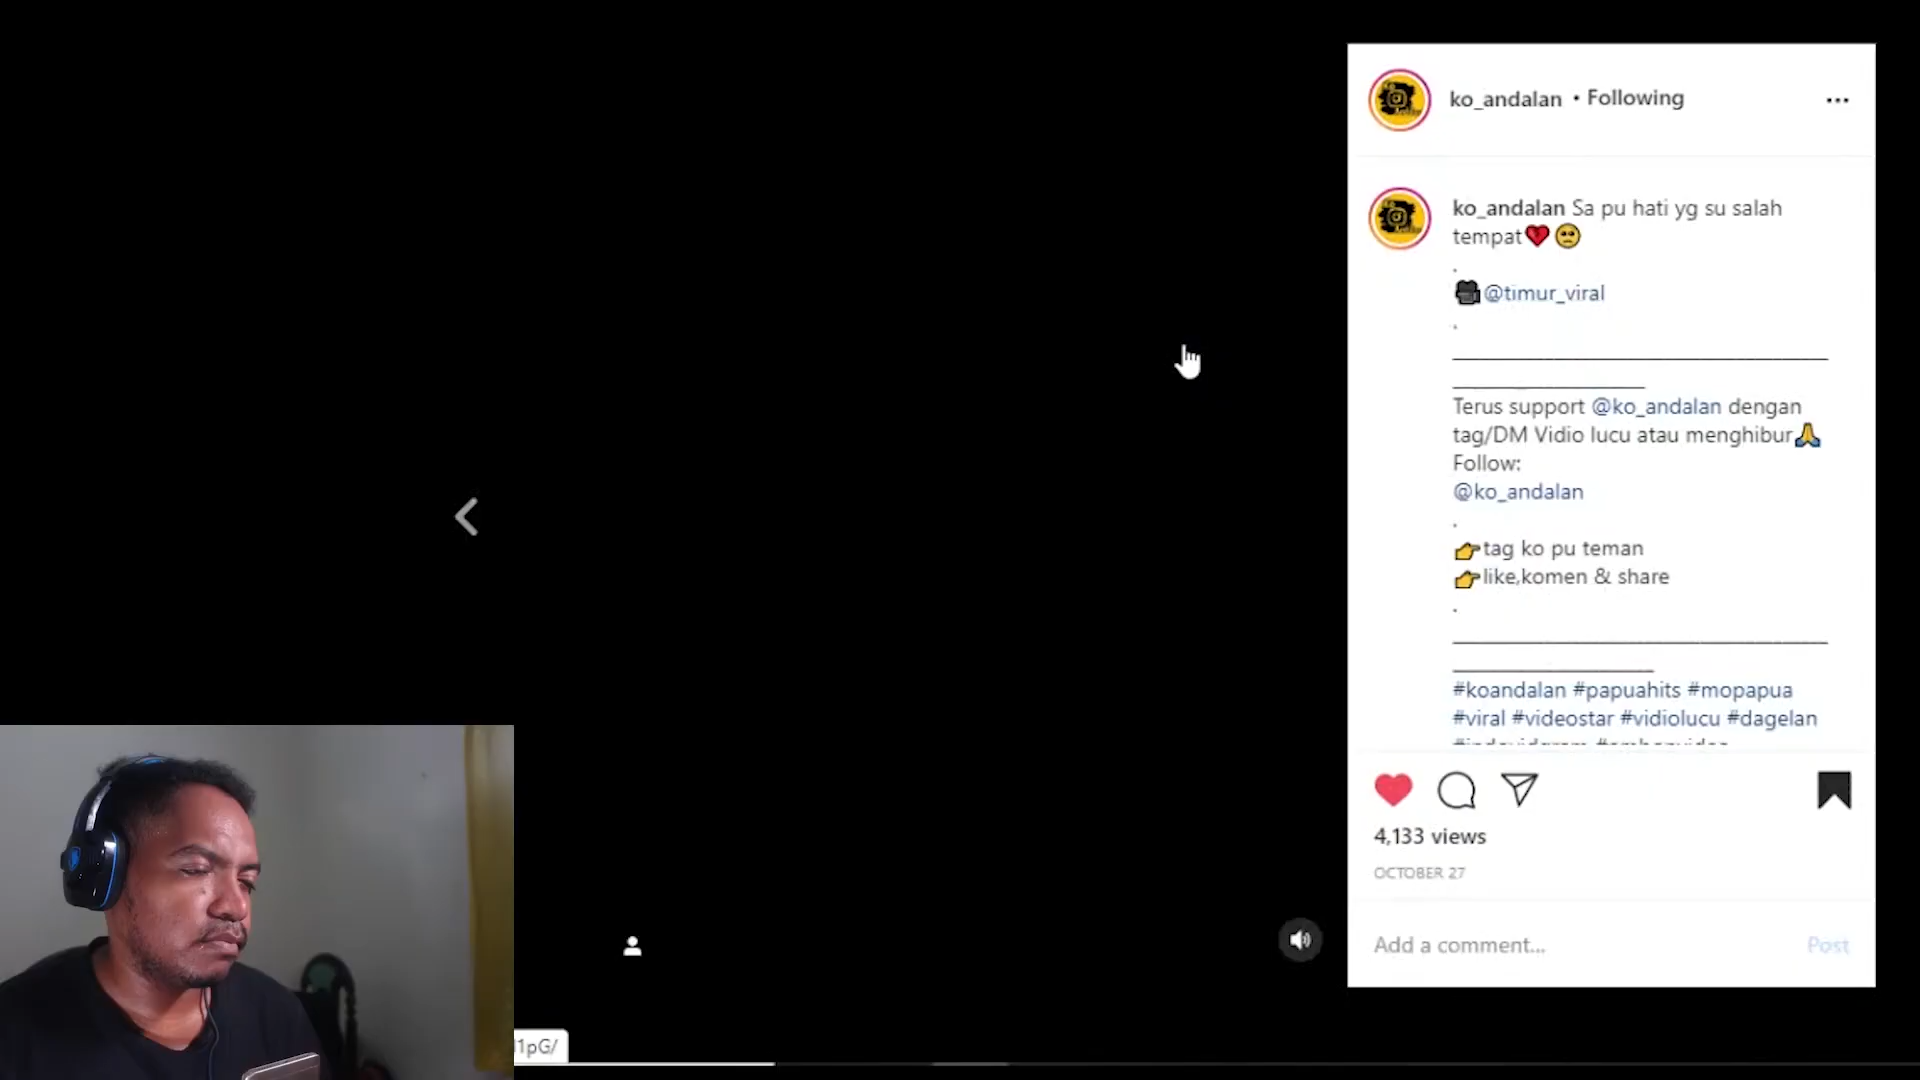 ko_andalan • Following
ko_andalan Sa pu hati yg su salah
tempat💔🥺
.
🎥@timur_viral
.
Terus support @ko_andalan dengan
tag/DM Vidio lucu atau menghibur🙏
Follow:
@ko_andalan
.
👉tag ko pu teman
👉like,komen & share
.
#koandalan #papuahits #mopapua
#viral #videostar #vidiolucu #dagelan
4,133 views
OCTOBER 27
Add a comment...
Post
1pG/